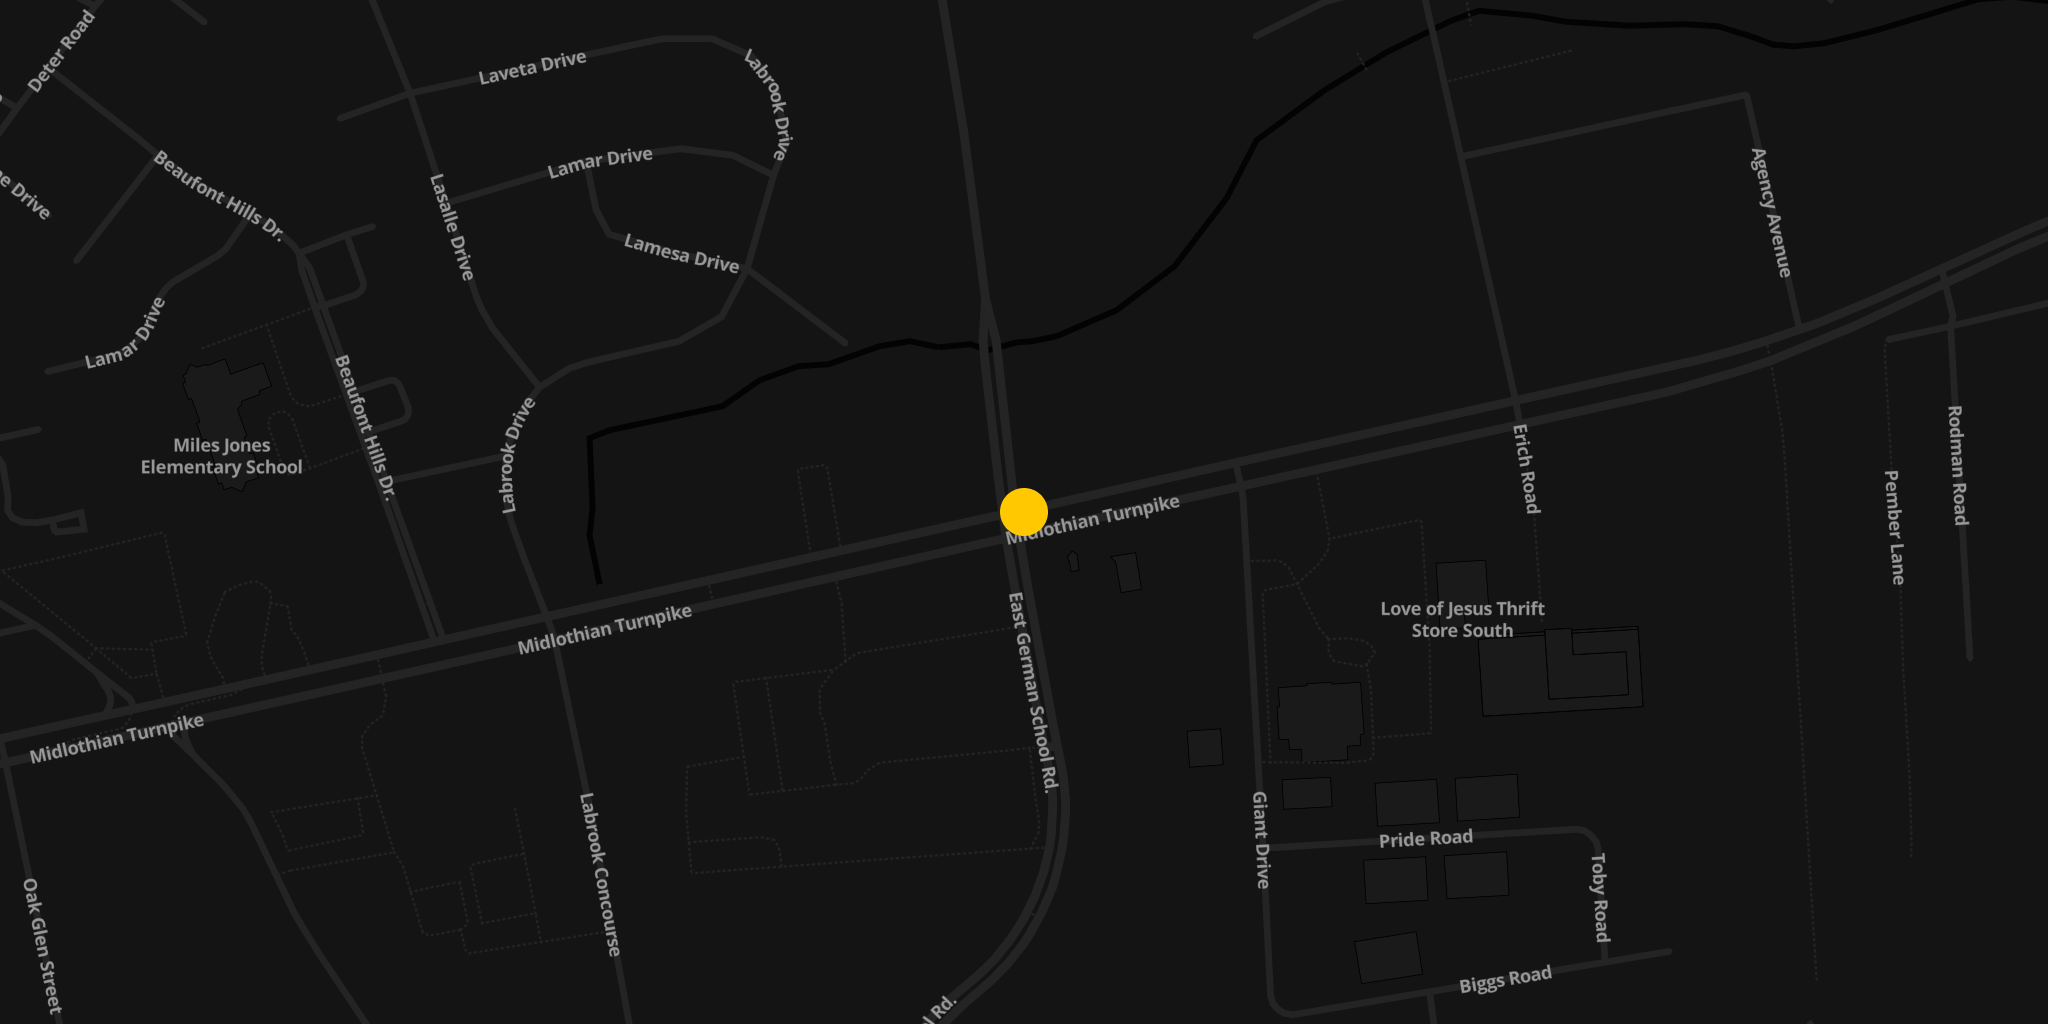 Deter Road
Laveta Drive
Labrook Drive
Lamar Drive
Beaufont Hills Dr.
Drive
Lasalle Drive
Lamesa Drive
Agency Avenue
Lamar Drive
Beaufont Hills Dr.
Miles Jones
Elementary School
Labrook Drive
Erich Road
Rodman Road
Pember Lane
Midlothian Turnpike
Midlothian Turnpike
Midlothian Turnpike
East German School Rd.
Love of Jesus Thrift
Store South
Labrook Concourse
Giant Drive
Pride Road
Toby Road
Oak Glen Street
Biggs Road
Rd.